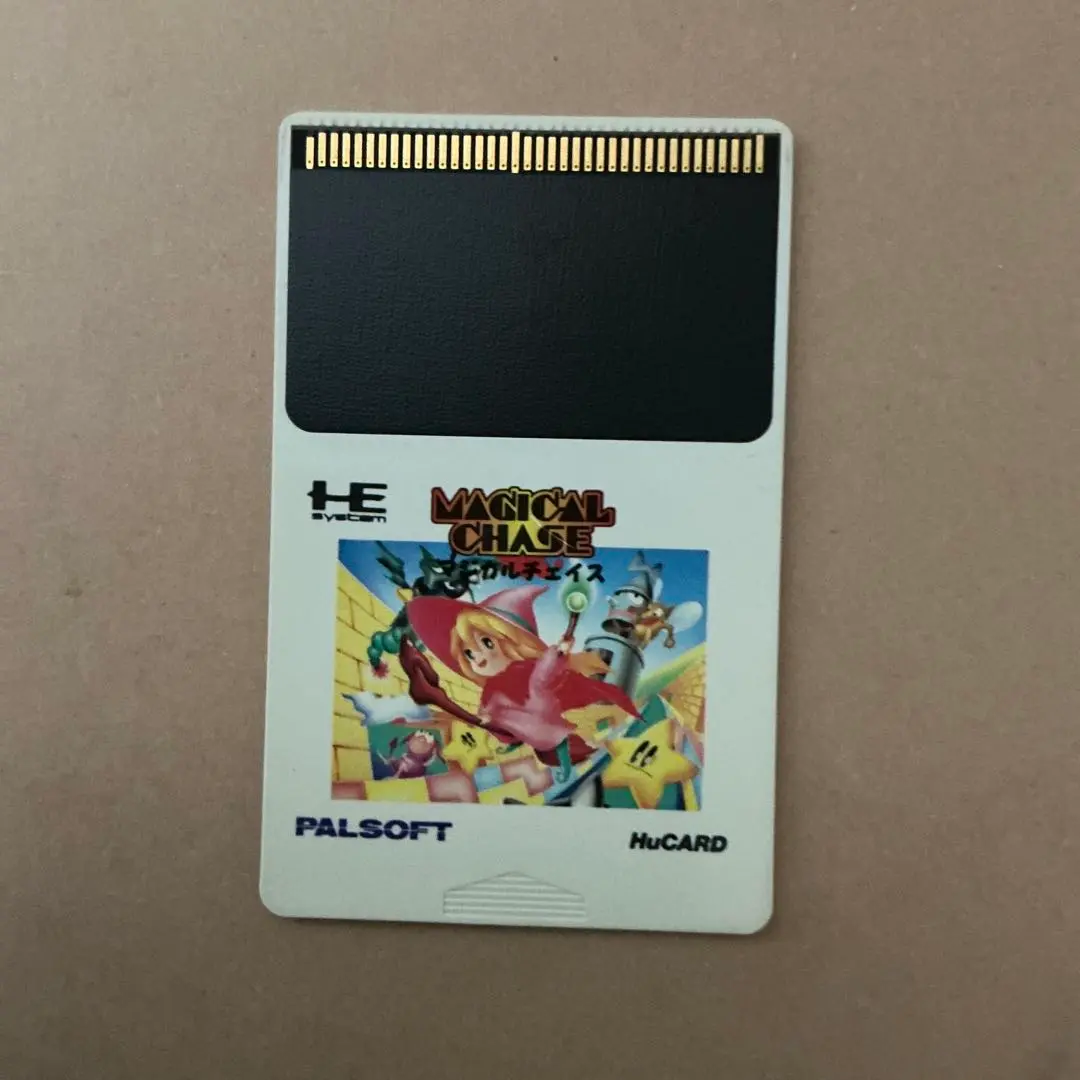 HE
system
MAGICAL
CHASE
マジカルチェイス
PALSOFT
HuCARD